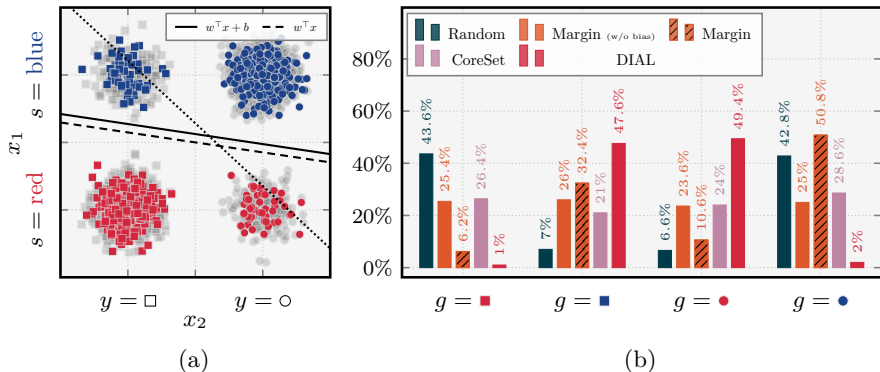 w⊤x + b w⊤x
s = blue
x1
s = red
y = □ y = ○
x2
(a)
Random Margin (w/o bias) Margin
CoreSet DIAL
80%
60%
40%
20%
0%
43.6% 25.4% 6.2% 26.4% 1%
7% 26% 32.4% 21% 47.6%
6.6% 23.6% 10.6% 24% 49.4%
42.8% 25% 50.8% 28.6% 2%
g = ■ g = ■ g = ● g = ●
(b)